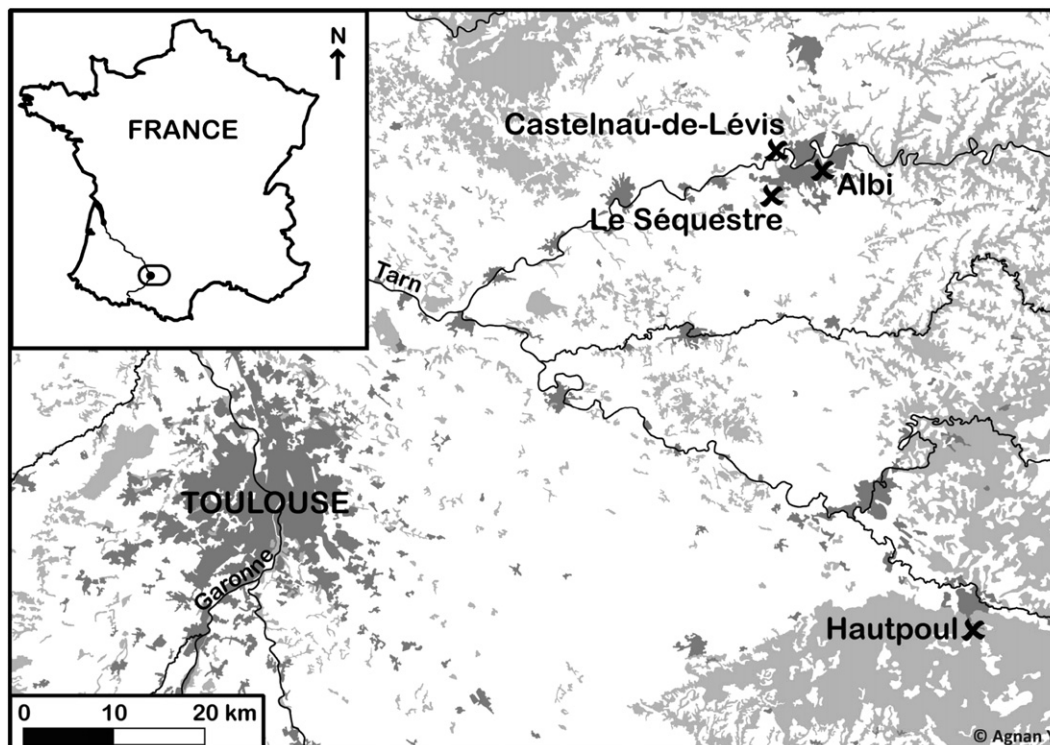 N
FRANCE
Castelnau-de-Lévis
Albi
Le Séquestre
Tarn
TOULOUSE
Garonne
Hautpoul
0 10 20 km
© Agnan Y